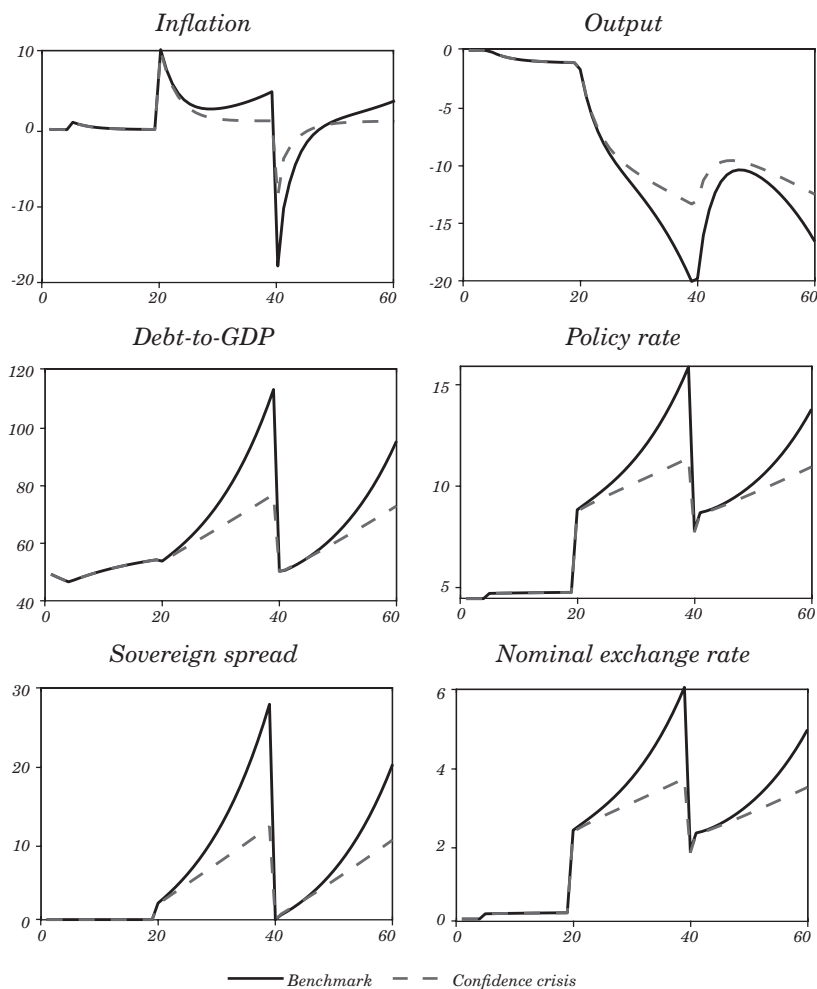 Inflation
10
0
-10
-20
0 20 40 60
Output
0
-5
-10
-15
-20
0 20 40 60
Debt-to-GDP
120
100
80
60
40
0 20 40 60
Policy rate
15
10
5
0 20 40 60
Sovereign spread
30
20
10
0
0 20 40 60
Nominal exchange rate
6
4
2
0
0 20 40 60
Benchmark Confidence crisis